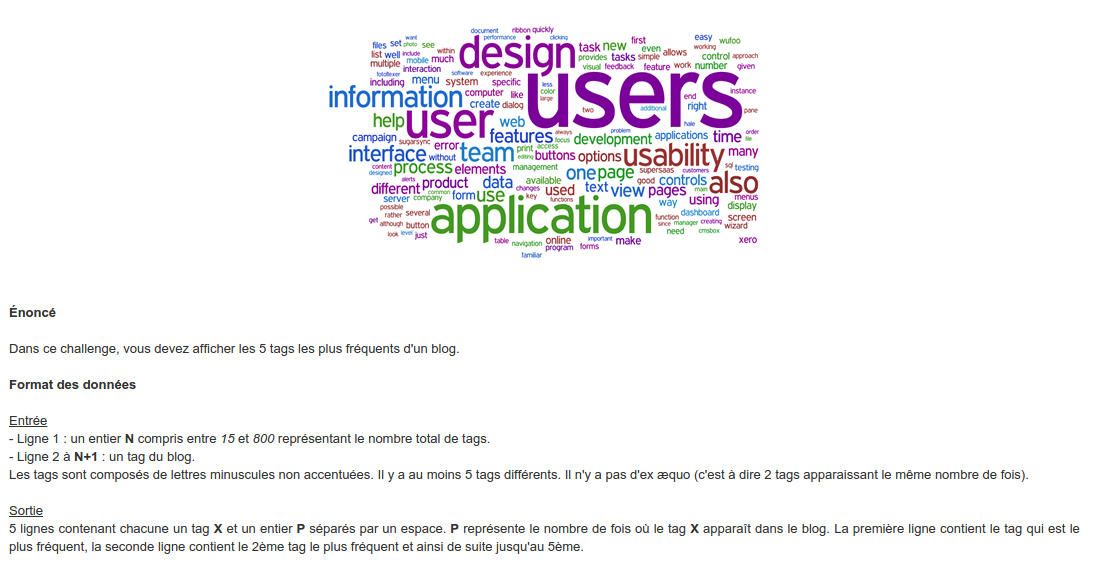 document ribbon quickly
want performance clicking
files set photo see design task new first easy wufoo
list well include within provides tasks simple even allows working control approach
multiple mobile much visual feedback feature work number given
fotoflexer interaction software experience users
including menu system specific less color large instance
information computer like create dialog two additional end right pane
help user web features hale
campaign sugarsync error always focus problem development applications time order file
interface without team print access editing buttons options usability many
content designed process elements management one page supersaas customers sql testing
alerts different product data available changes used text view pages controls main also
server company common form use key functions way using menus display
possible rather several application dashboard function screen
get although button since manager creating wizard
look level just table navigation online important make need cmsbox xero
program forms
familiar
Énoncé
Dans ce challenge, vous devez afficher les 5 tags les plus fréquents d'un blog.
Format des données
Entrée
- Ligne 1 : un entier N compris entre 15 et 800 représentant le nombre total de tags.
- Ligne 2 à N+1 : un tag du blog.
Les tags sont composés de lettres minuscules non accentuées. Il y a au moins 5 tags différents. Il n'y a pas d'ex æquo (c'est à dire 2 tags apparaissant le même nombre de fois).
Sortie
5 lignes contenant chacune un tag X et un entier P séparés par un espace. P représente le nombre de fois où le tag X apparaît dans le blog. La première ligne contient le tag qui est le
plus fréquent, la seconde ligne contient le 2ème tag le plus fréquent et ainsi de suite jusqu'au 5ème.